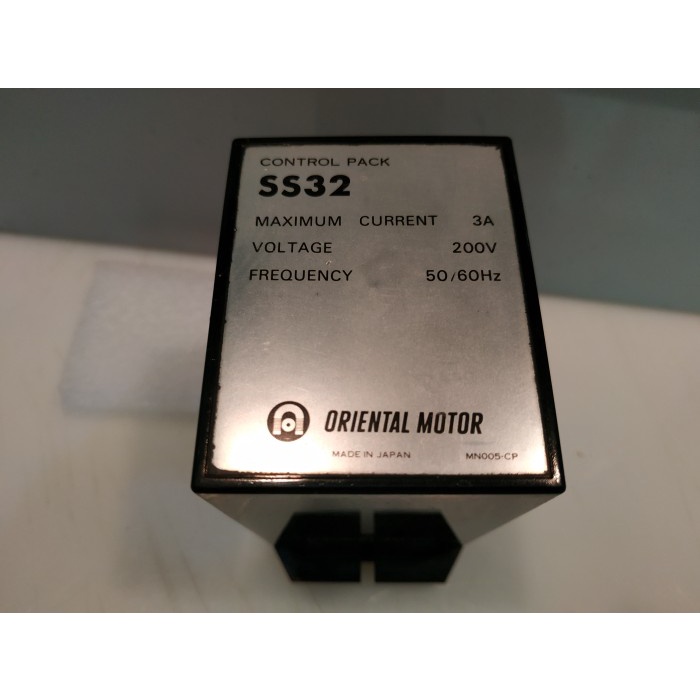 CONTROL PACK
SS32
MAXIMUM CURRENT 3A
VOLTAGE 200V
FREQUENCY 50/60Hz
ORIENTAL MOTOR
MADE IN JAPAN MN005-CP